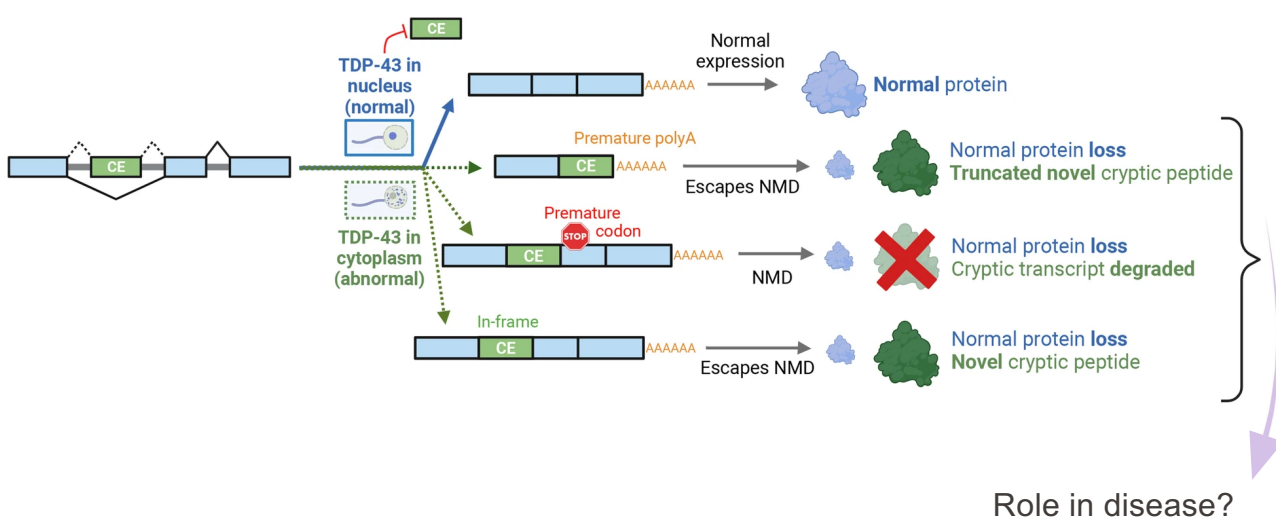 CE
TDP-43 in
nucleus
(normal)
CE
TDP-43 in
cytoplasm
(abnormal)
AAAAAA
Normal
expression
Normal protein
Premature polyA
CE
AAAAAA
Escapes NMD
Normal protein loss
Truncated novel cryptic peptide
Premature
STOP codon
CE
AAAAAA
NMD
Normal protein loss
Cryptic transcript degraded
In-frame
CE
AAAAAA
Escapes NMD
Normal protein loss
Novel cryptic peptide
Role in disease?